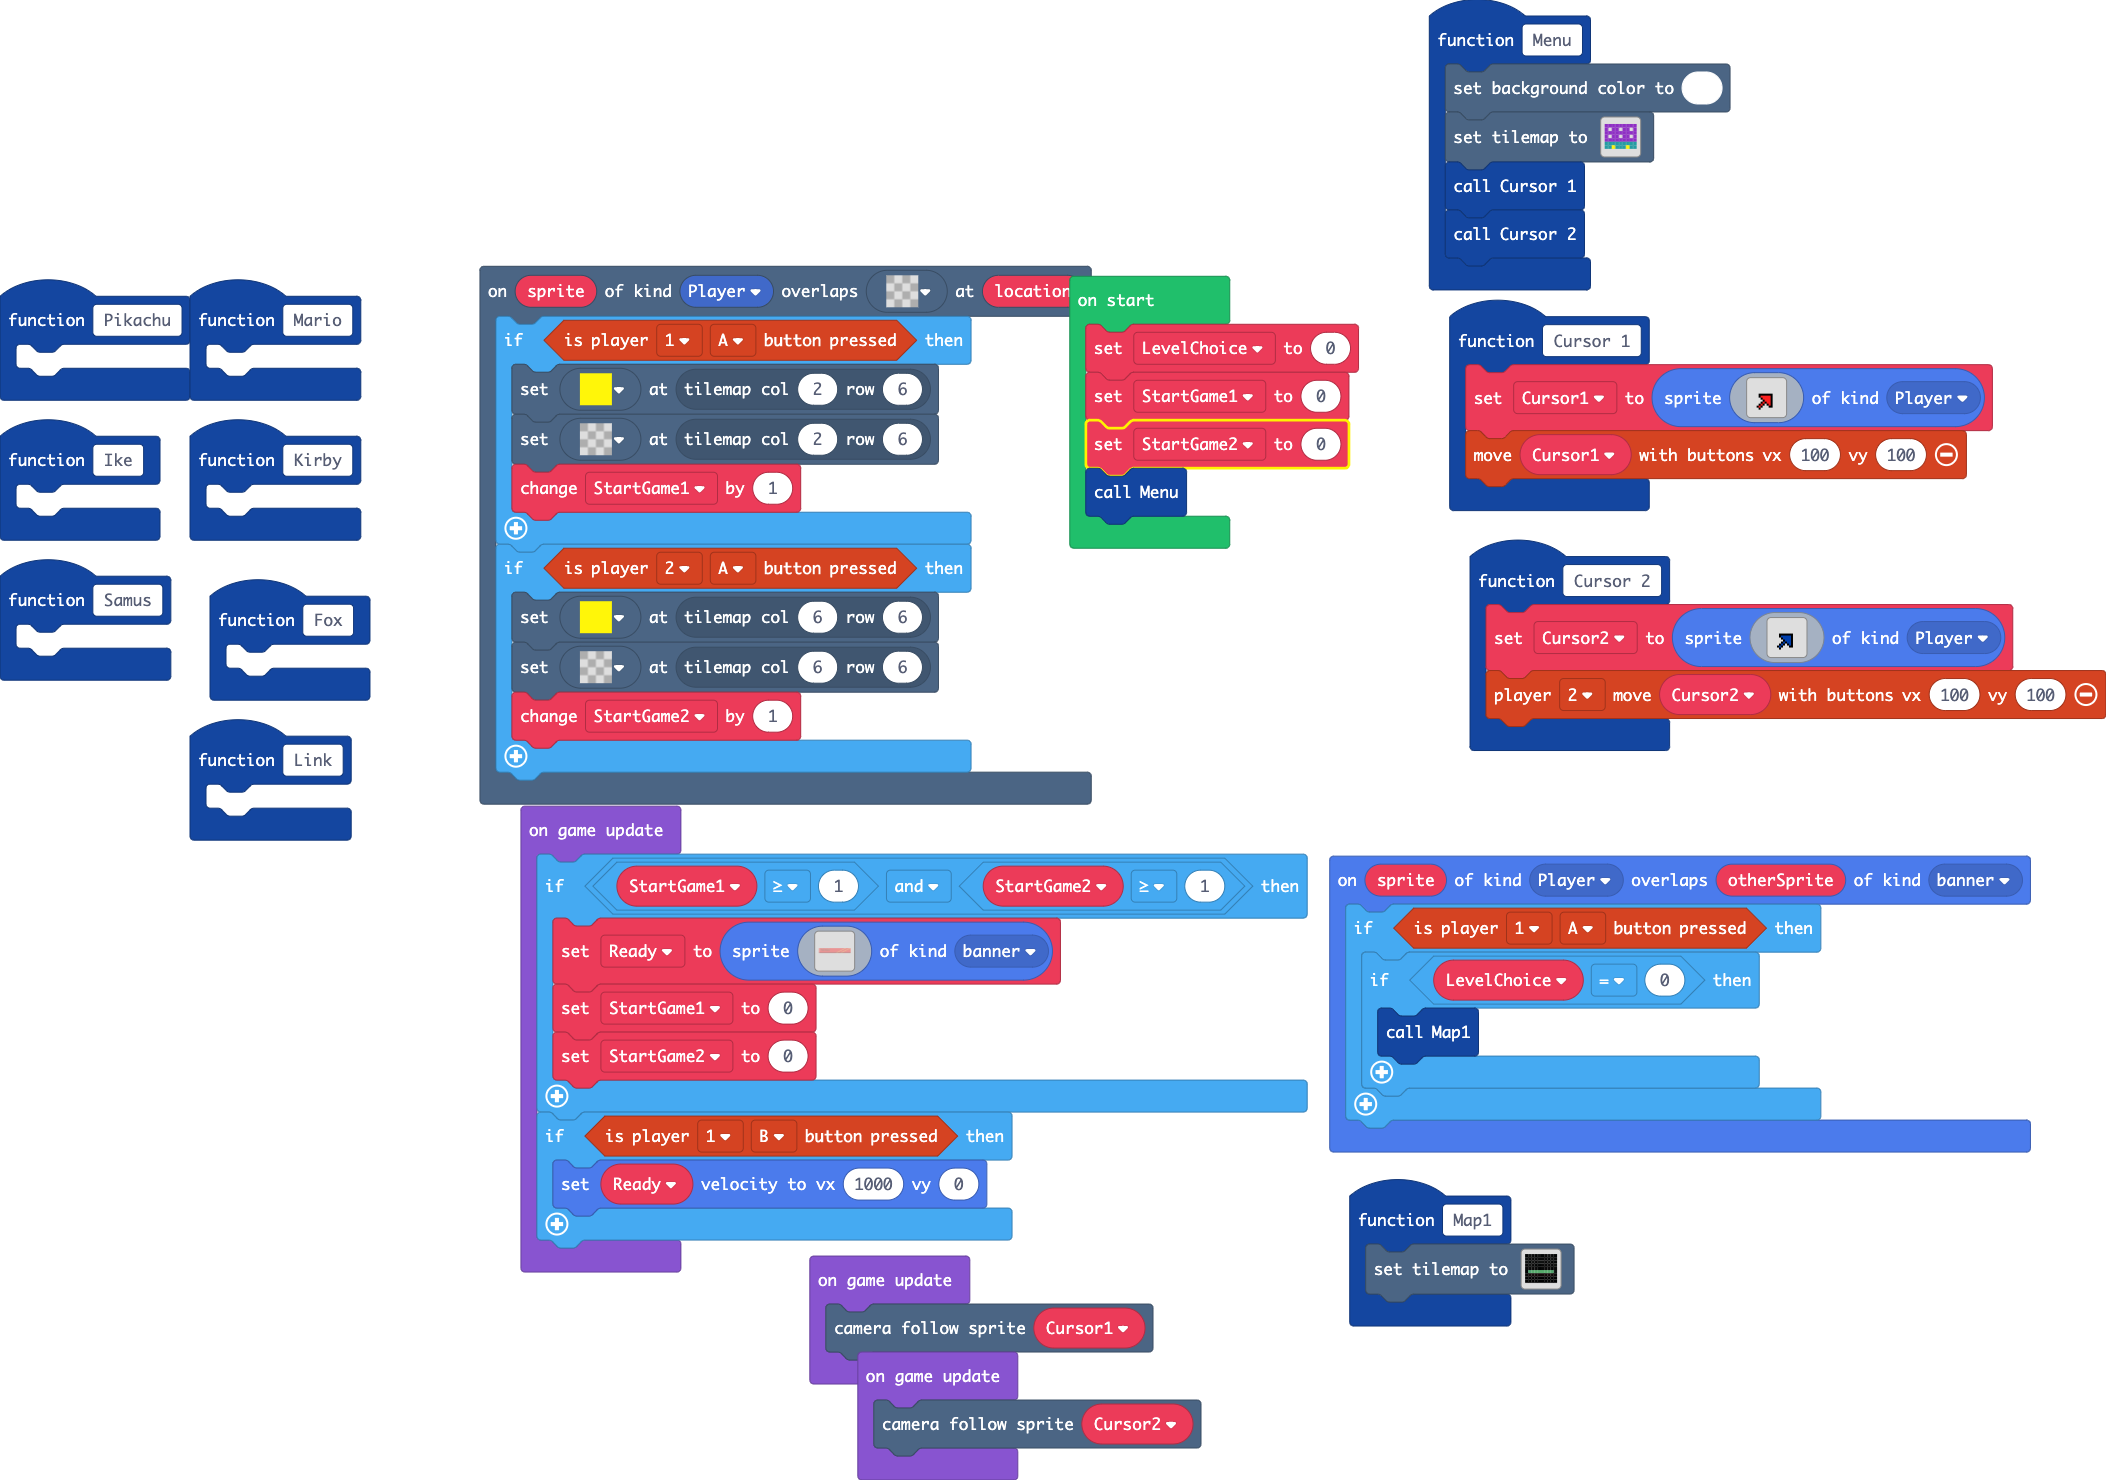 function Pikachu
function Mario
function Ike
function Kirby
function Samus
function Fox
function Link
on sprite of kind Player overlaps at location
if is player 1 A button pressed then
set at tilemap col 2 row 6
set at tilemap col 2 row 6
change StartGame1 by 1
if is player 2 A button pressed then
set at tilemap col 6 row 6
set at tilemap col 6 row 6
change StartGame2 by 1
on start
set LevelChoice to 0
set StartGame1 to 0
set StartGame2 to 0
call Menu
function Menu
set background color to
set tilemap to
call Cursor 1
call Cursor 2
function Cursor 1
set Cursor1 to sprite of kind Player
move Cursor1 with buttons vx 100 vy 100
function Cursor 2
set Cursor2 to sprite of kind Player
player 2 move Cursor2 with buttons vx 100 vy 100
on game update
if StartGame1 ≥ 1 and StartGame2 ≥ 1 then
set Ready to sprite of kind banner
set StartGame1 to 0
set StartGame2 to 0
if is player 1 B button pressed then
set Ready velocity to vx 1000 vy 0
on game update
camera follow sprite Cursor1
on game update
camera follow sprite Cursor2
on sprite of kind Player overlaps otherSprite of kind banner
if is player 1 A button pressed then
if LevelChoice = 0 then
call Map1
function Map1
set tilemap to